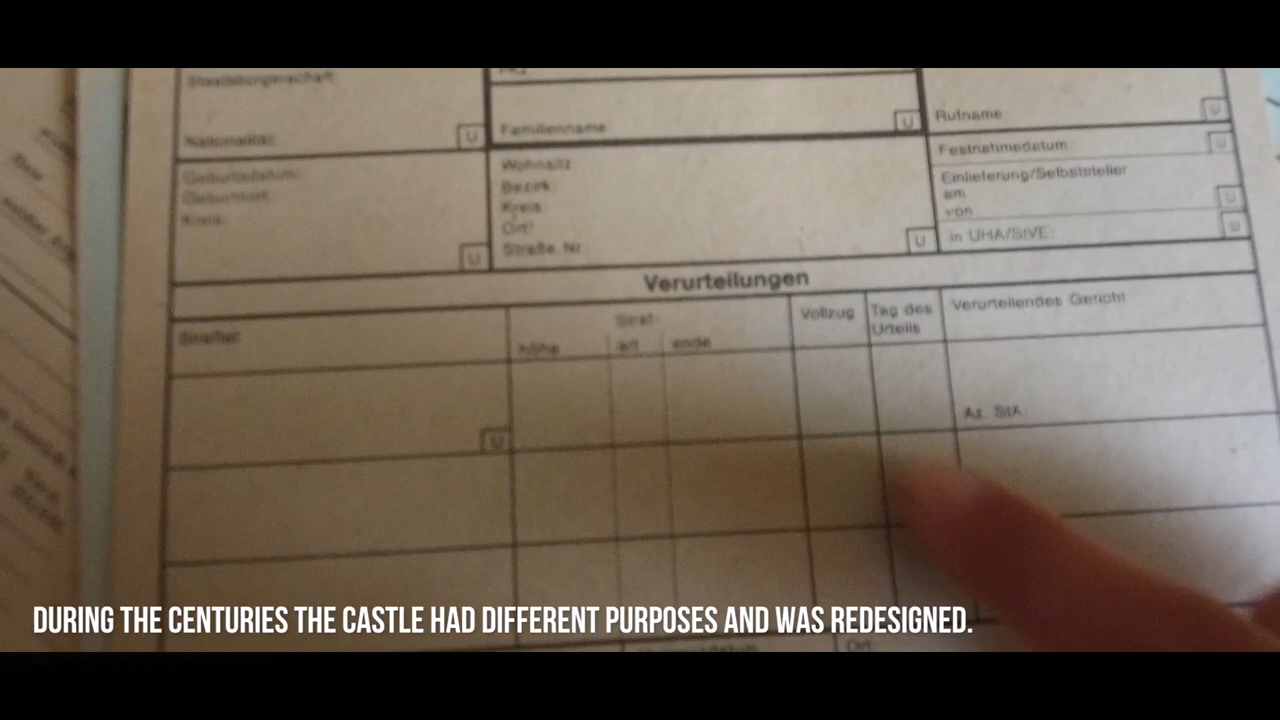 Staatsbürgerschaft:
PKZ
Nationalität:
U
Familienname
U
Rufname
U
Geburtsdatum:
Geburtsort:
Kreis:
U
Wohnsitz
Bezirk:
Kreis:
Ort:
Straße Nr.
U
Festnahmedatum:
U
Einlieferung/Selbststeller
am
von
U
in UHA/StVE:
U
Verurteilungen
Straftat
Straf-
höhe
art
ende
Vollzug
Tag des
Urteils
Verurteilendes Gericht
U
Az. StA
Ort:
DURING THE CENTURIES THE CASTLE HAD DIFFERENT PURPOSES AND WAS REDESIGNED.